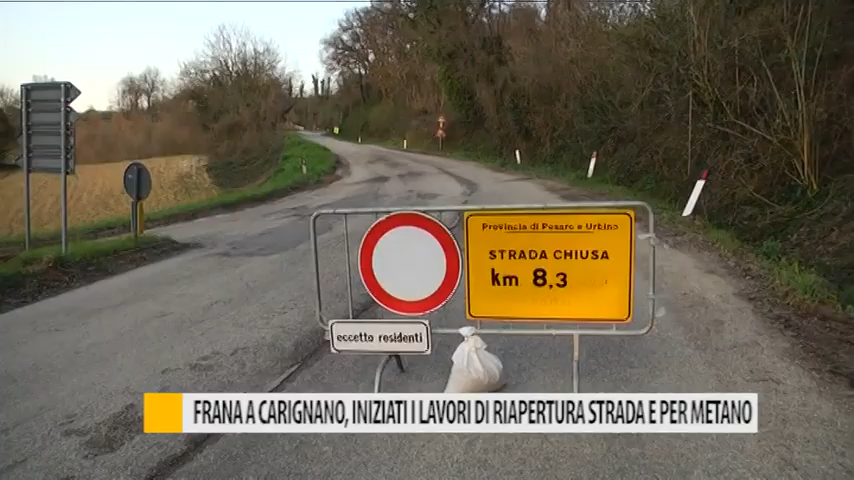 Provincia di Pesaro e Urbino
STRADA CHIUSA
km 8,3
eccetto residenti
FRANA A CARIGNANO, INIZIATI I LAVORI DI RIAPERTURA STRADA E PER METANO